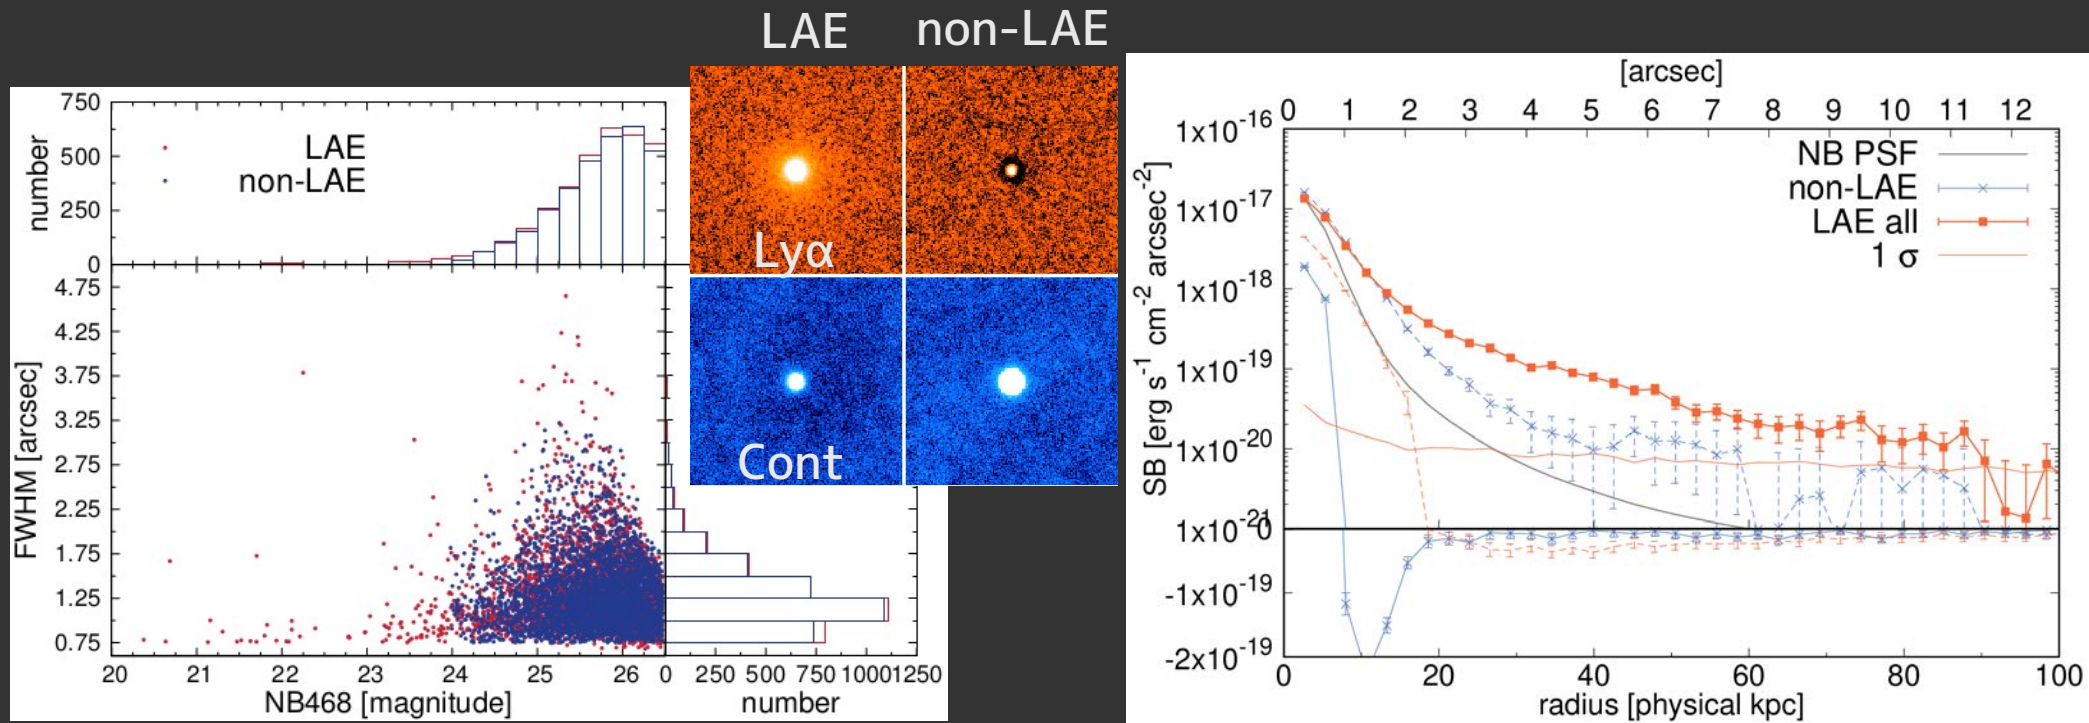 LAE non-LAE
750
500
250
0
number
LAE
non-LAE
4.75
4.25
3.75
3.25
2.75
2.25
1.75
1.25
0.75
FWHM [arcsec]
20 21 22 23 24 25 26
NB468 [magnitude]
0 250 500 750 1000 1250
number
Lyα
Cont
[arcsec]
0 1 2 3 4 5 6 7 8 9 10 11 12
1x10^-16
1x10^-17
1x10^-18
1x10^-19
1x10^-20
1x10^-21
0
-1x10^-19
-2x10^-19
SB [erg s^-1 cm^-2 arcsec^-2]
NB PSF
non-LAE
LAE all
1 σ
0 20 40 60 80 100
radius [physical kpc]